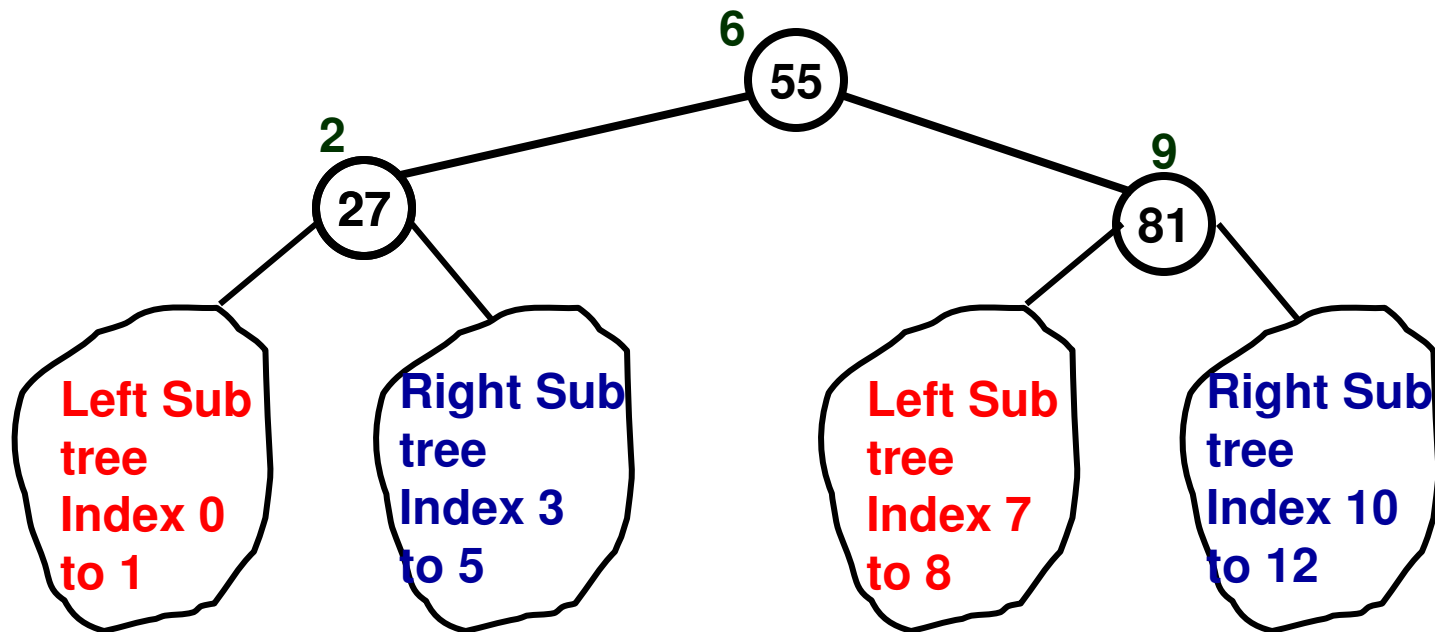 6
55
2
9
27
81
Left Sub
tree
Index 0
to 1
Right Sub
tree
Index 3
to 5
Left Sub
tree
Index 7
to 8
Right Sub
tree
Index 10
to 12